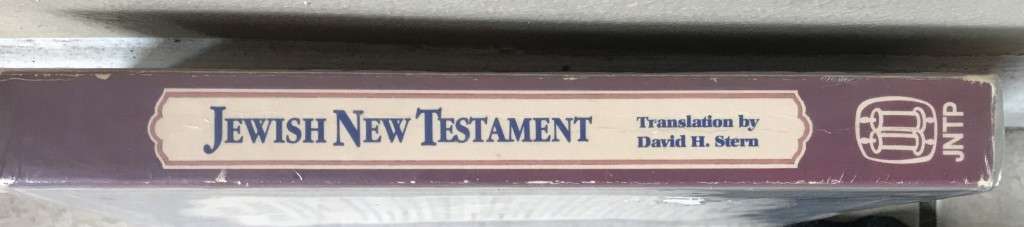 JEWISH NEW TESTAMENT
Translation by
David H. Stern
JNTP